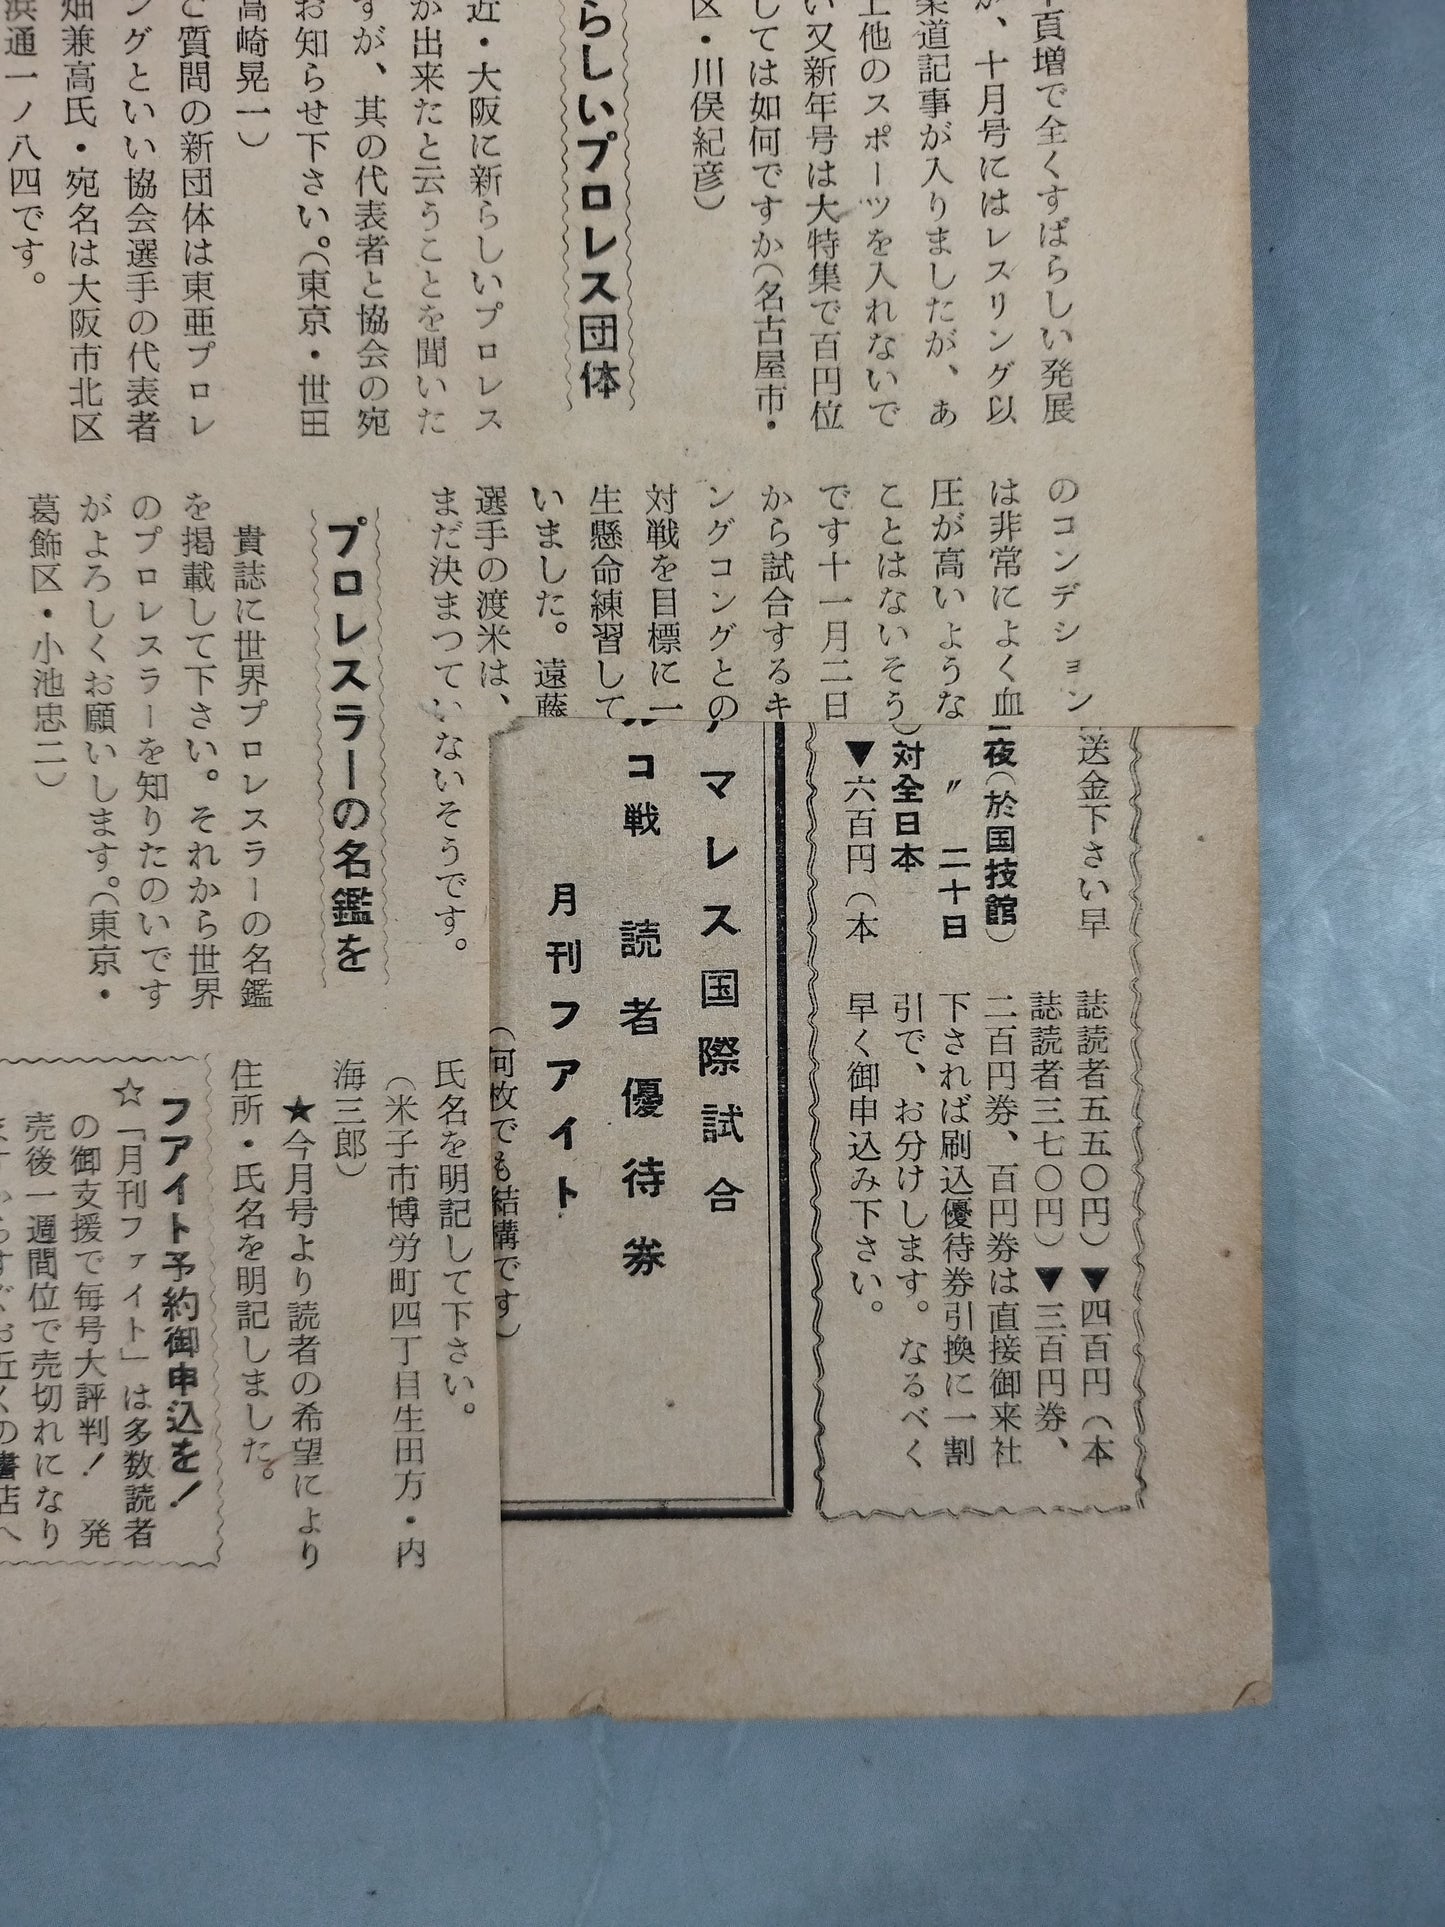 頁増で全くすばらしい発展
、十月号にはレスリング以
柔道記事が入りましたが、あ
上他のスポーツを入れないで
い又新年号は大特集で百円位
しては如何ですか(名古屋市・
区・川俣紀彦)
らしいプロレス団体
近・大阪に新らしいプロレス
が出来たと云うことを聞いた
すが、其の代表者と協会の宛
お知らせ下さい。(東京・世田
高崎晃一)
ご質問の新団体は東亜プロレ
ングといい協会選手の代表者
畑兼高氏・宛名は大阪市北区
浜通一ノ八四です。
のコンデション
は非常によく血
圧が高いような
ことはないそう
です十一月二日
から試合するキ
ングコングとの
対戦を目標に一
生懸命練習して
いました。遠藤
選手の渡米は、
まだ決まつていないそうです。
プロレスラーの名鑑を
貴誌に世界プロレスラーの名鑑
を掲載して下さい。それから世界
のプロレスラーを知りたのいです
がよろしくお願いします。(東京・
葛飾区・小池忠二)
送金下さい早
夜(於国技館)
〃 二十日
対全日本
▼六百円(本
誌読者五五〇円)▼四百円(本
誌読者三七〇円)▼三百円券、
二百円券、百円券は直接御来社
下されば刷込優待券引換に一割
引で、お分けします。なるべく
早く御申込み下さい。
マレス国際試合
コ戦 読者優待券
月刊フアイト
(何枚でも結構です)
氏名を明記して下さい。
(米子市博労町四丁目生田方・内
海三郎)
★今月号より読者の希望により
住所・氏名を明記しました。
フアイト予約御申込を!
☆「月刊ファイト」は多数読者
の御支援で毎号大評判! 発
売後一週間位で売切れになり
ますからすぐお近くの書店へ